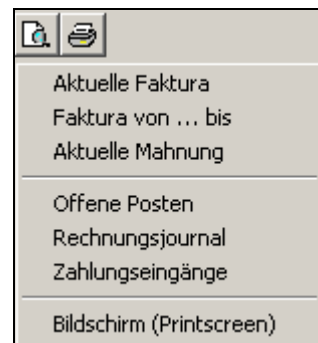 Aktuelle Faktura
Faktura von ... bis
Aktuelle Mahnung
Offene Posten
Rechnungsjournal
Zahlungseingänge
Bildschirm (Printscreen)